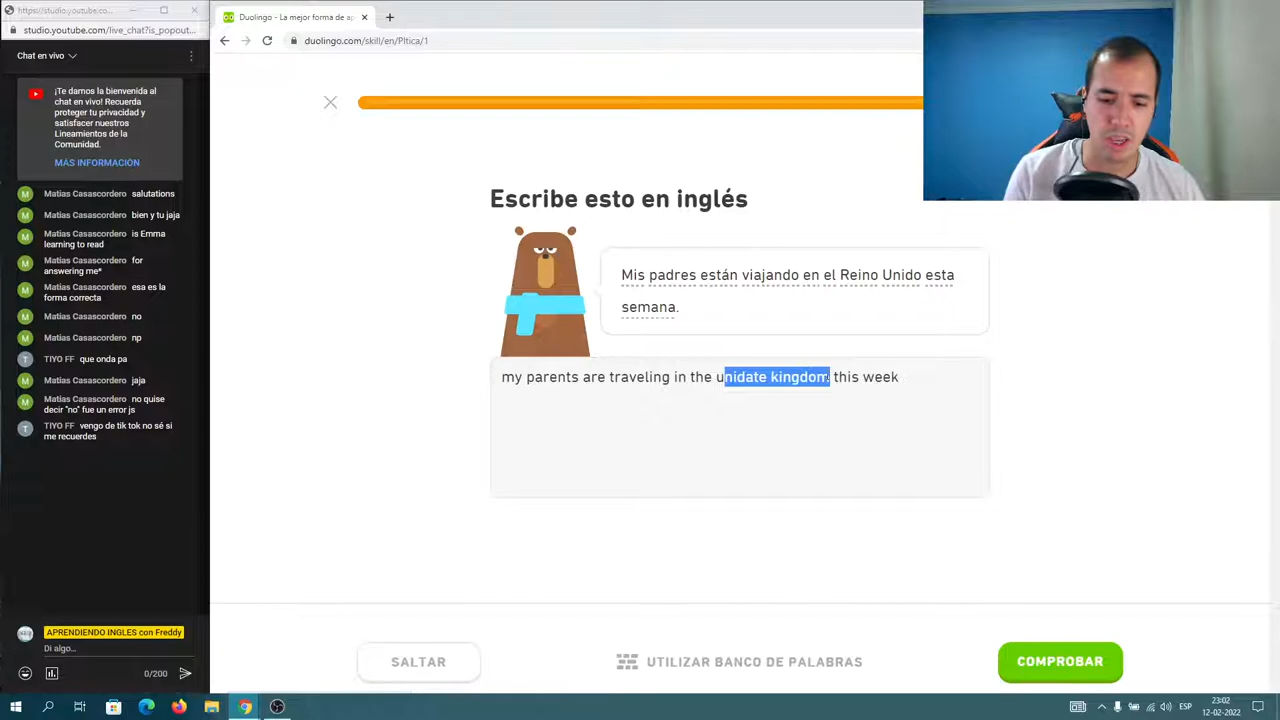 https://studio.youtube.co...
studio.youtube.com/live_chat?is_popout...
Chat en vivo
¡Te damos la bienvenida al
chat en vivo! Recuerda
proteger tu privacidad y
satisfacer nuestros
Lineamientos de la
Comunidad.
MÁS INFORMACIÓN
M Matias Casascordero salutations
M Matias Casascordero bien y tu jaja
M Matias Casascordero is Emma
learning to read
M Matias Casascordero for
answering me*
M Matias Casascordero esa es la
forma correcta
M Matias Casascordero no
M Matias Casascordero np
T TIYO FF que onda pa
M Matias Casascordero jaja
M Matias Casascordero no quise
decir "no" fue un error js
T TIYO FF vengo de tik tok no sé si
me recuerdes
APRENDIENDO INGLES con Freddy
Di algo...
0/200
Duolingo - La mejor forma de ap
duolingo.com/skill/en/Pltica/1
Escribe esto en inglés
Mis padres están viajando en el Reino Unido esta
semana.
my parents are traveling in the unidate kingdom this week
SALTAR
UTILIZAR BANCO DE PALABRAS
COMPROBAR
ESP
23:02
12-02-2022